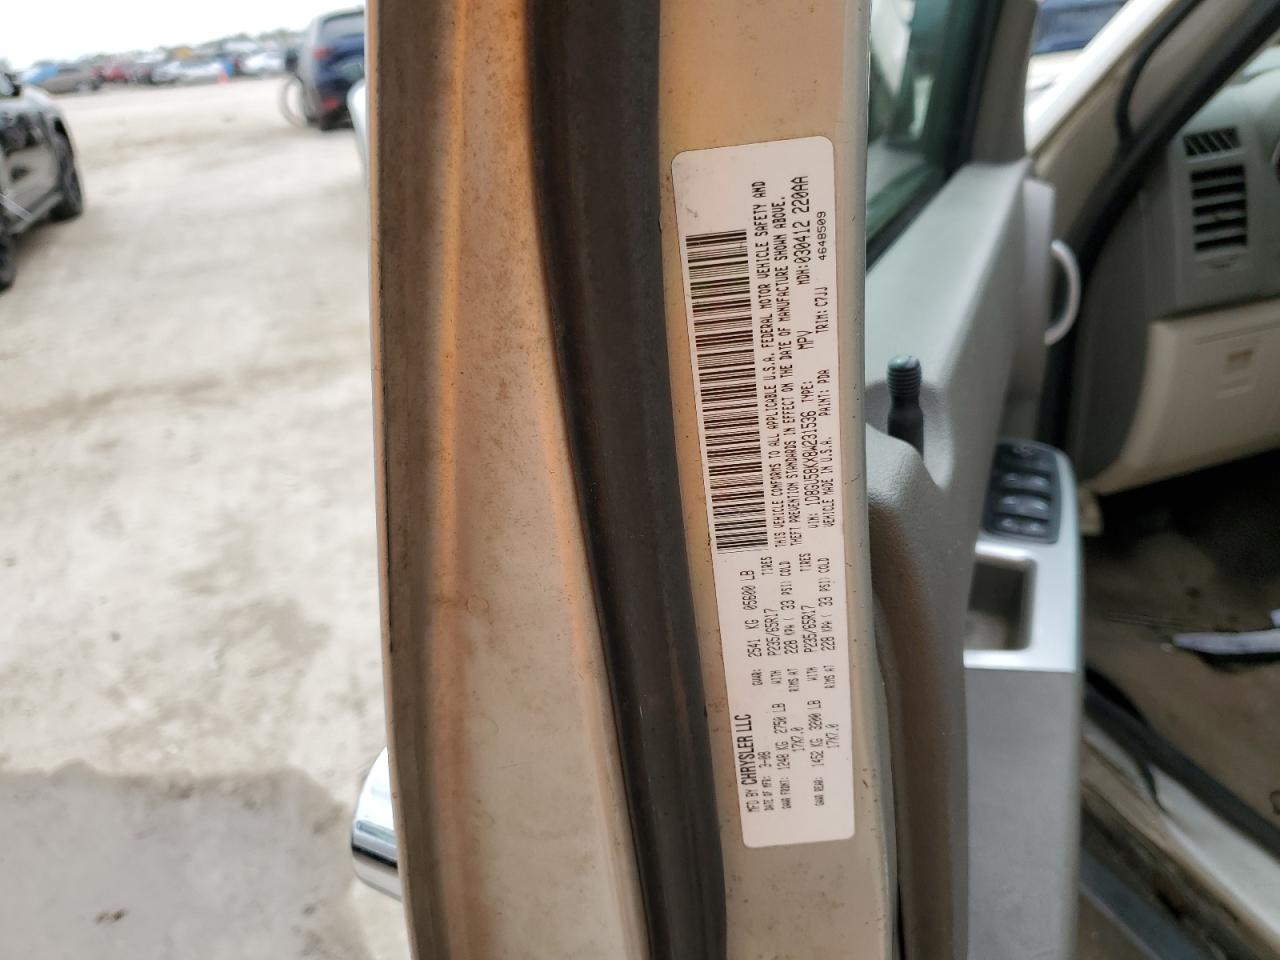 MFD BY CHRYSLER LLC
DATE OF MFR: 3-08 GVWR: 2541 KG 05600 LB
GAWR FRONT: 1248 KG 2750 LB WITH P235/65R17 TIRES
17X7.0 RIMS AT 228 KPA ( 33 PSI) COLD
GAWR REAR: 1452 KG 3200 LB WITH P235/65R17 TIRES
17X7.0 RIMS AT 228 KPA ( 33 PSI) COLD
THIS VEHICLE CONFORMS TO ALL APPLICABLE U.S.A. FEDERAL MOTOR VEHICLE SAFETY AND
THEFT PREVENTION STANDARDS IN EFFECT ON THE DATE OF MANUFACTURE SHOWN ABOVE.
VIN: 1D8GU58KX8W231536 TYPE: MPV MDH: 030412 220AA
VEHICLE MADE IN U.S.A. PAINT: PDA TRIM: C7JJ 4648509